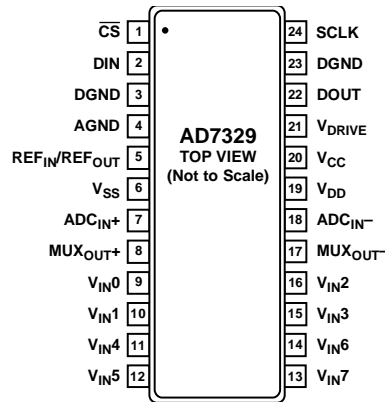 CS 1
DIN 2
DGND 3
AGND 4
REFIN/REFOUT 5
VSS 6
ADCIN+ 7
MUXOUT+ 8
VIN0 9
VIN1 10
VIN4 11
VIN5 12
AD7329
TOP VIEW
(Not to Scale)
24 SCLK
23 DGND
22 DOUT
21 VDRIVE
20 VCC
19 VDD
18 ADCIN–
17 MUXOUT–
16 VIN2
15 VIN3
14 VIN6
13 VIN7